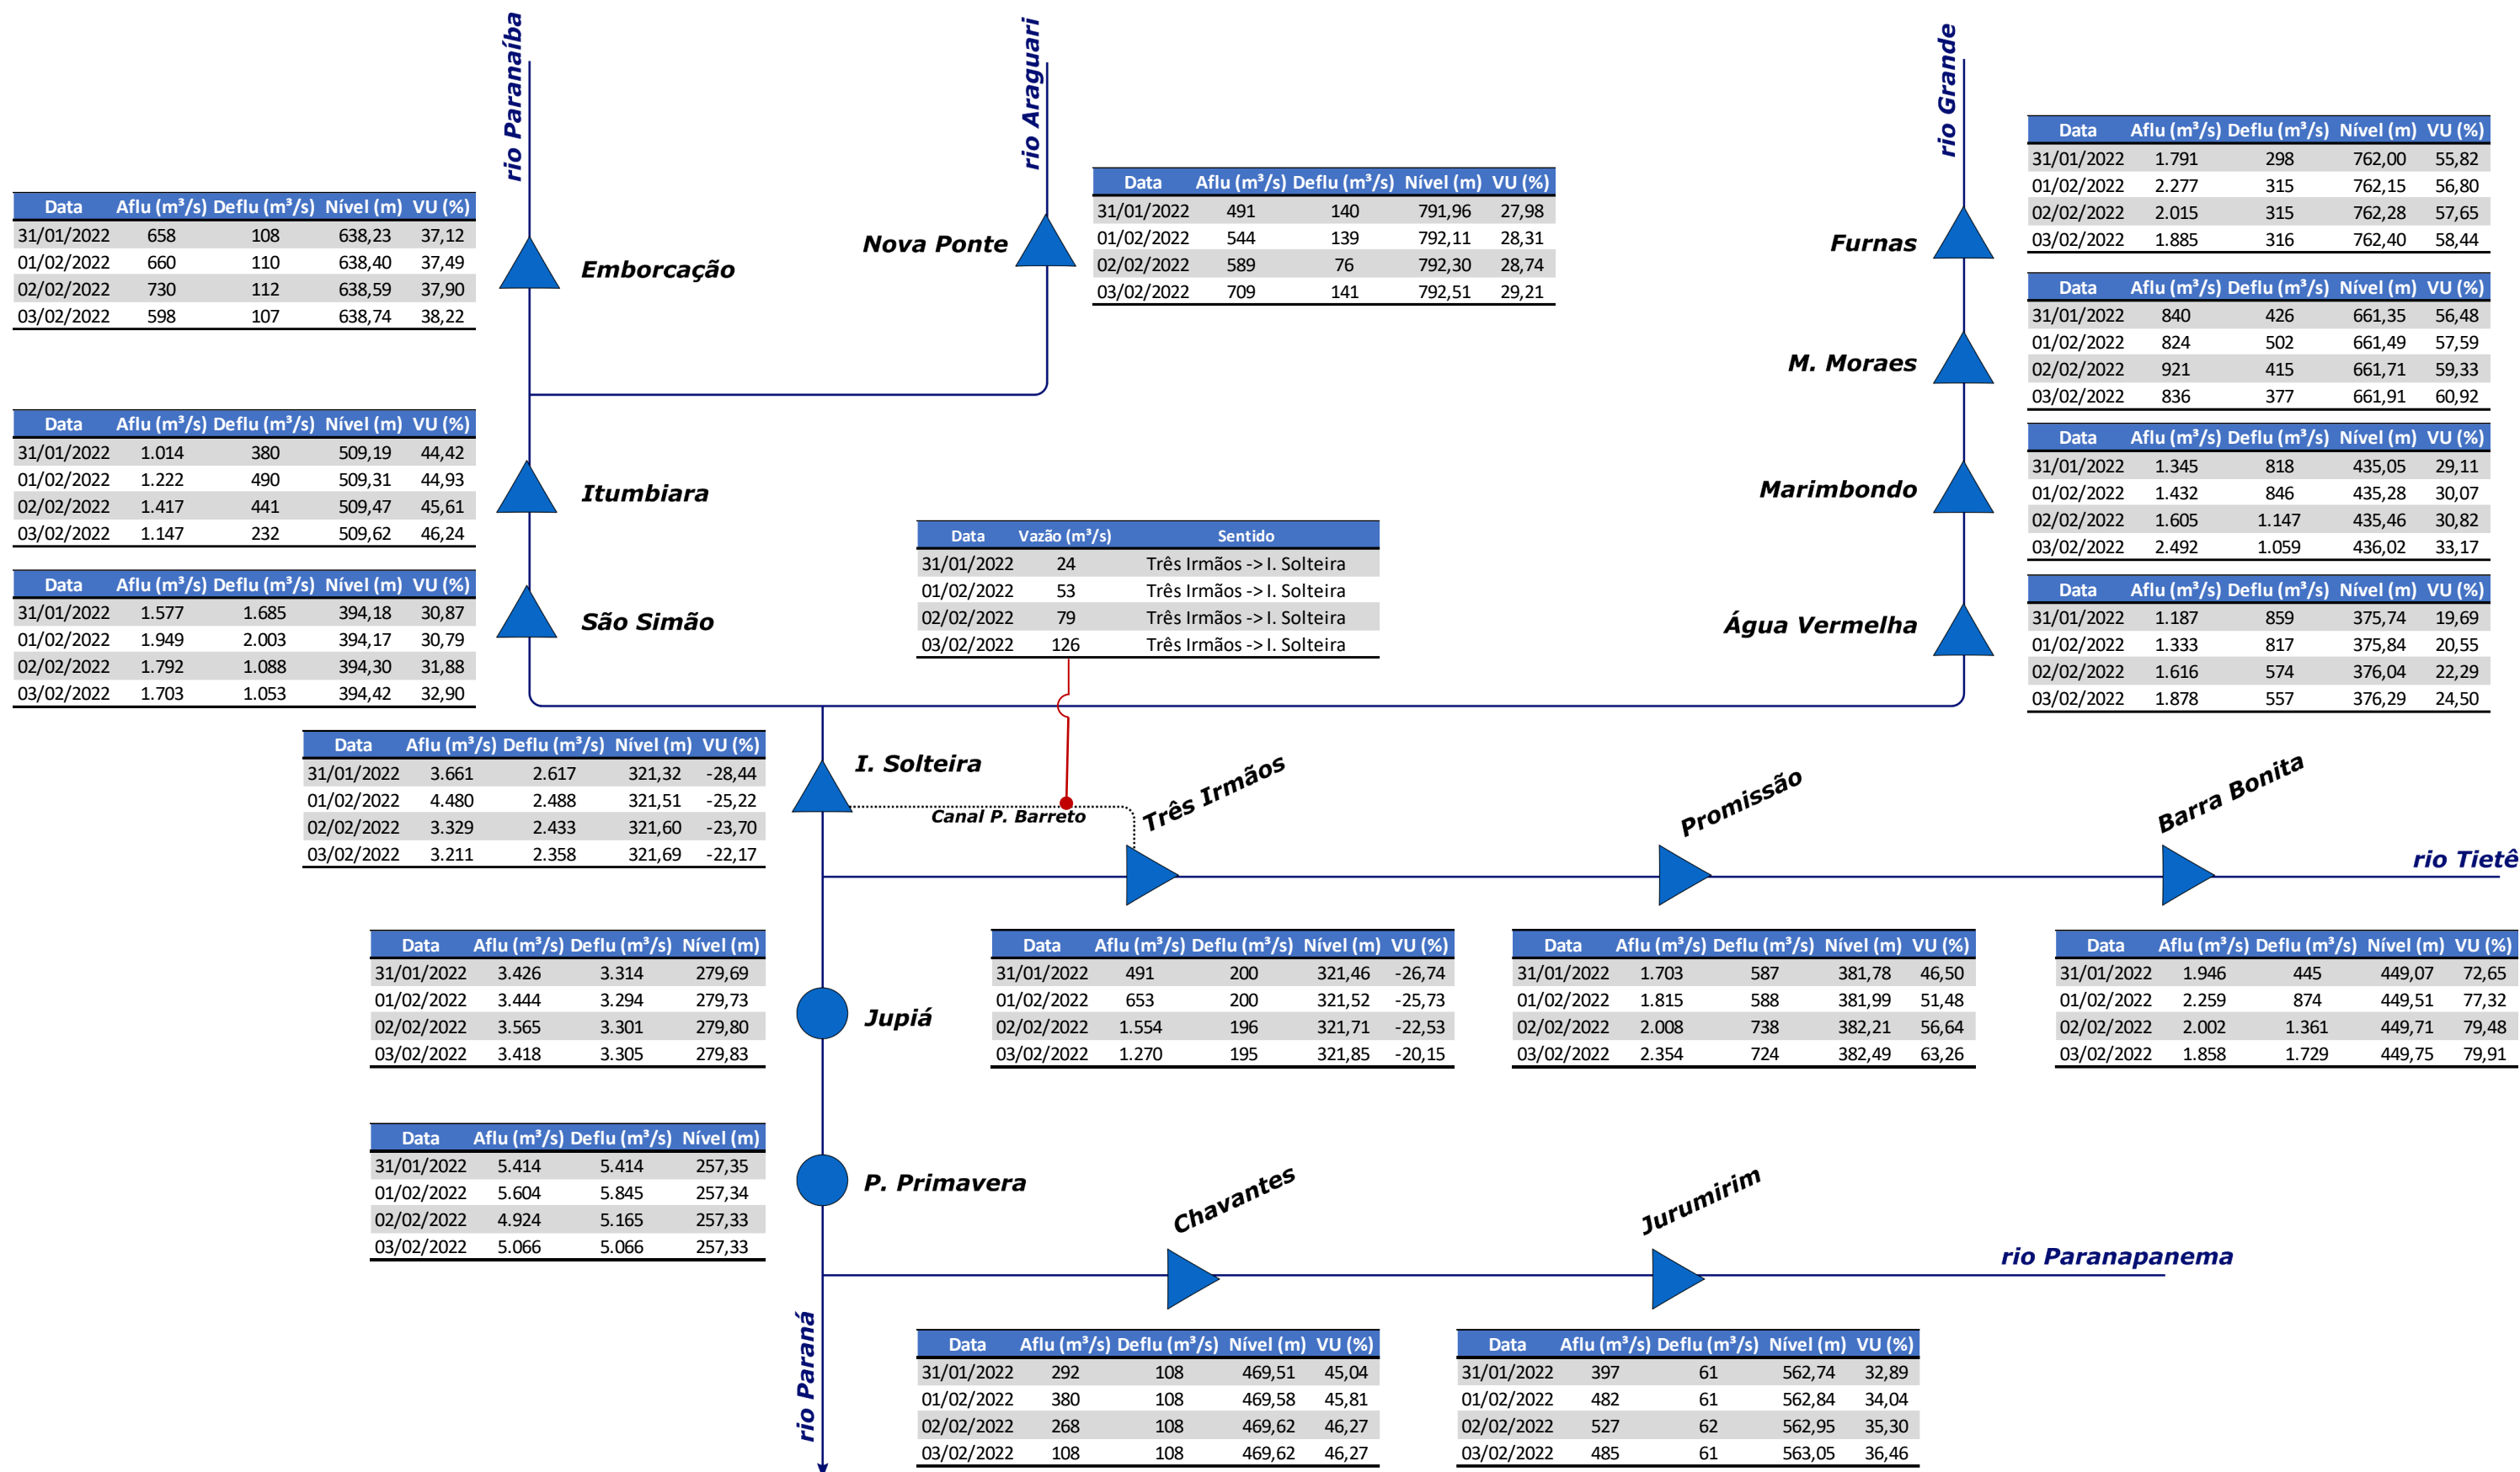 rio Paranaíba
rio Araguari
rio Grande
Data Aflu (m³/s) Deflu (m³/s) Nível (m) VU (%)
31/01/2022 658 108 638,23 37,12
01/02/2022 660 110 638,40 37,49
02/02/2022 730 112 638,59 37,90
03/02/2022 598 107 638,74 38,22
Emborcação
Nova Ponte
Data Aflu (m³/s) Deflu (m³/s) Nível (m) VU (%)
31/01/2022 491 140 791,96 27,98
01/02/2022 544 139 792,11 28,31
02/02/2022 589 76 792,30 28,74
03/02/2022 709 141 792,51 29,21
Furnas
Data Aflu (m³/s) Deflu (m³/s) Nível (m) VU (%)
31/01/2022 1.791 298 762,00 55,82
01/02/2022 2.277 315 762,15 56,80
02/02/2022 2.015 315 762,28 57,65
03/02/2022 1.885 316 762,40 58,44
M. Moraes
Data Aflu (m³/s) Deflu (m³/s) Nível (m) VU (%)
31/01/2022 840 426 661,35 56,48
01/02/2022 824 502 661,49 57,59
02/02/2022 921 415 661,71 59,33
03/02/2022 836 377 661,91 60,92
Data Aflu (m³/s) Deflu (m³/s) Nível (m) VU (%)
31/01/2022 1.014 380 509,19 44,42
01/02/2022 1.222 490 509,31 44,93
02/02/2022 1.417 441 509,47 45,61
03/02/2022 1.147 232 509,62 46,24
Itumbiara
Marimbondo
Data Aflu (m³/s) Deflu (m³/s) Nível (m) VU (%)
31/01/2022 1.345 818 435,05 29,11
01/02/2022 1.432 846 435,28 30,07
02/02/2022 1.605 1.147 435,46 30,82
03/02/2022 2.492 1.059 436,02 33,17
Data Vazão (m³/s) Sentido
31/01/2022 24 Três Irmãos -> I. Solteira
01/02/2022 53 Três Irmãos -> I. Solteira
02/02/2022 79 Três Irmãos -> I. Solteira
03/02/2022 126 Três Irmãos -> I. Solteira
Data Aflu (m³/s) Deflu (m³/s) Nível (m) VU (%)
31/01/2022 1.577 1.685 394,18 30,87
01/02/2022 1.949 2.003 394,17 30,79
02/02/2022 1.792 1.088 394,30 31,88
03/02/2022 1.703 1.053 394,42 32,90
São Simão
Água Vermelha
Data Aflu (m³/s) Deflu (m³/s) Nível (m) VU (%)
31/01/2022 1.187 859 375,74 19,69
01/02/2022 1.333 817 375,84 20,55
02/02/2022 1.616 574 376,04 22,29
03/02/2022 1.878 557 376,29 24,50
Data Aflu (m³/s) Deflu (m³/s) Nível (m) VU (%)
31/01/2022 3.661 2.617 321,32 -28,44
01/02/2022 4.480 2.488 321,51 -25,22
02/02/2022 3.329 2.433 321,60 -23,70
03/02/2022 3.211 2.358 321,69 -22,17
I. Solteira
Canal P. Barreto
Três Irmãos
Promissão
Barra Bonita
rio Tietê
Data Aflu (m³/s) Deflu (m³/s) Nível (m)
31/01/2022 3.426 3.314 279,69
01/02/2022 3.444 3.294 279,73
02/02/2022 3.565 3.301 279,80
03/02/2022 3.418 3.305 279,83
Jupiá
Data Aflu (m³/s) Deflu (m³/s) Nível (m) VU (%)
31/01/2022 491 200 321,46 -26,74
01/02/2022 653 200 321,52 -25,73
02/02/2022 1.554 196 321,71 -22,53
03/02/2022 1.270 195 321,85 -20,15
Data Aflu (m³/s) Deflu (m³/s) Nível (m) VU (%)
31/01/2022 1.703 587 381,78 46,50
01/02/2022 1.815 588 381,99 51,48
02/02/2022 2.008 738 382,21 56,64
03/02/2022 2.354 724 382,49 63,26
Data Aflu (m³/s) Deflu (m³/s) Nível (m) VU (%)
31/01/2022 1.946 445 449,07 72,65
01/02/2022 2.259 874 449,51 77,32
02/02/2022 2.002 1.361 449,71 79,48
03/02/2022 1.858 1.729 449,75 79,91
Data Aflu (m³/s) Deflu (m³/s) Nível (m)
31/01/2022 5.414 5.414 257,35
01/02/2022 5.604 5.845 257,34
02/02/2022 4.924 5.165 257,33
03/02/2022 5.066 5.066 257,33
P. Primavera
Chavantes
Jurumirim
rio Paranapanema
rio Paraná
Data Aflu (m³/s) Deflu (m³/s) Nível (m) VU (%)
31/01/2022 292 108 469,51 45,04
01/02/2022 380 108 469,58 45,81
02/02/2022 268 108 469,62 46,27
03/02/2022 108 108 469,62 46,27
Data Aflu (m³/s) Deflu (m³/s) Nível (m) VU (%)
31/01/2022 397 61 562,74 32,89
01/02/2022 482 61 562,84 34,04
02/02/2022 527 62 562,95 35,30
03/02/2022 485 61 563,05 36,46